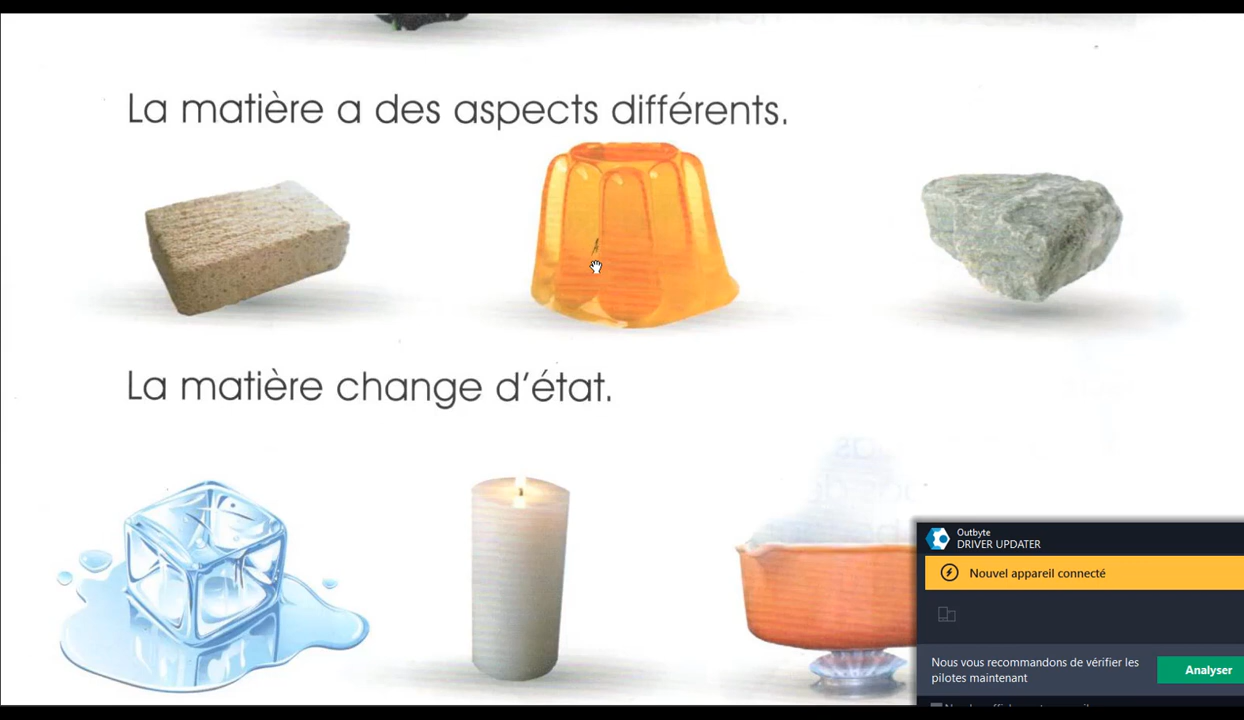 La matière a des aspects différents.
La matière change d'état.
Outbyte
DRIVER UPDATER
Nouvel appareil connecté
Nous vous recommandons de vérifier les
pilotes maintenant
Analyser